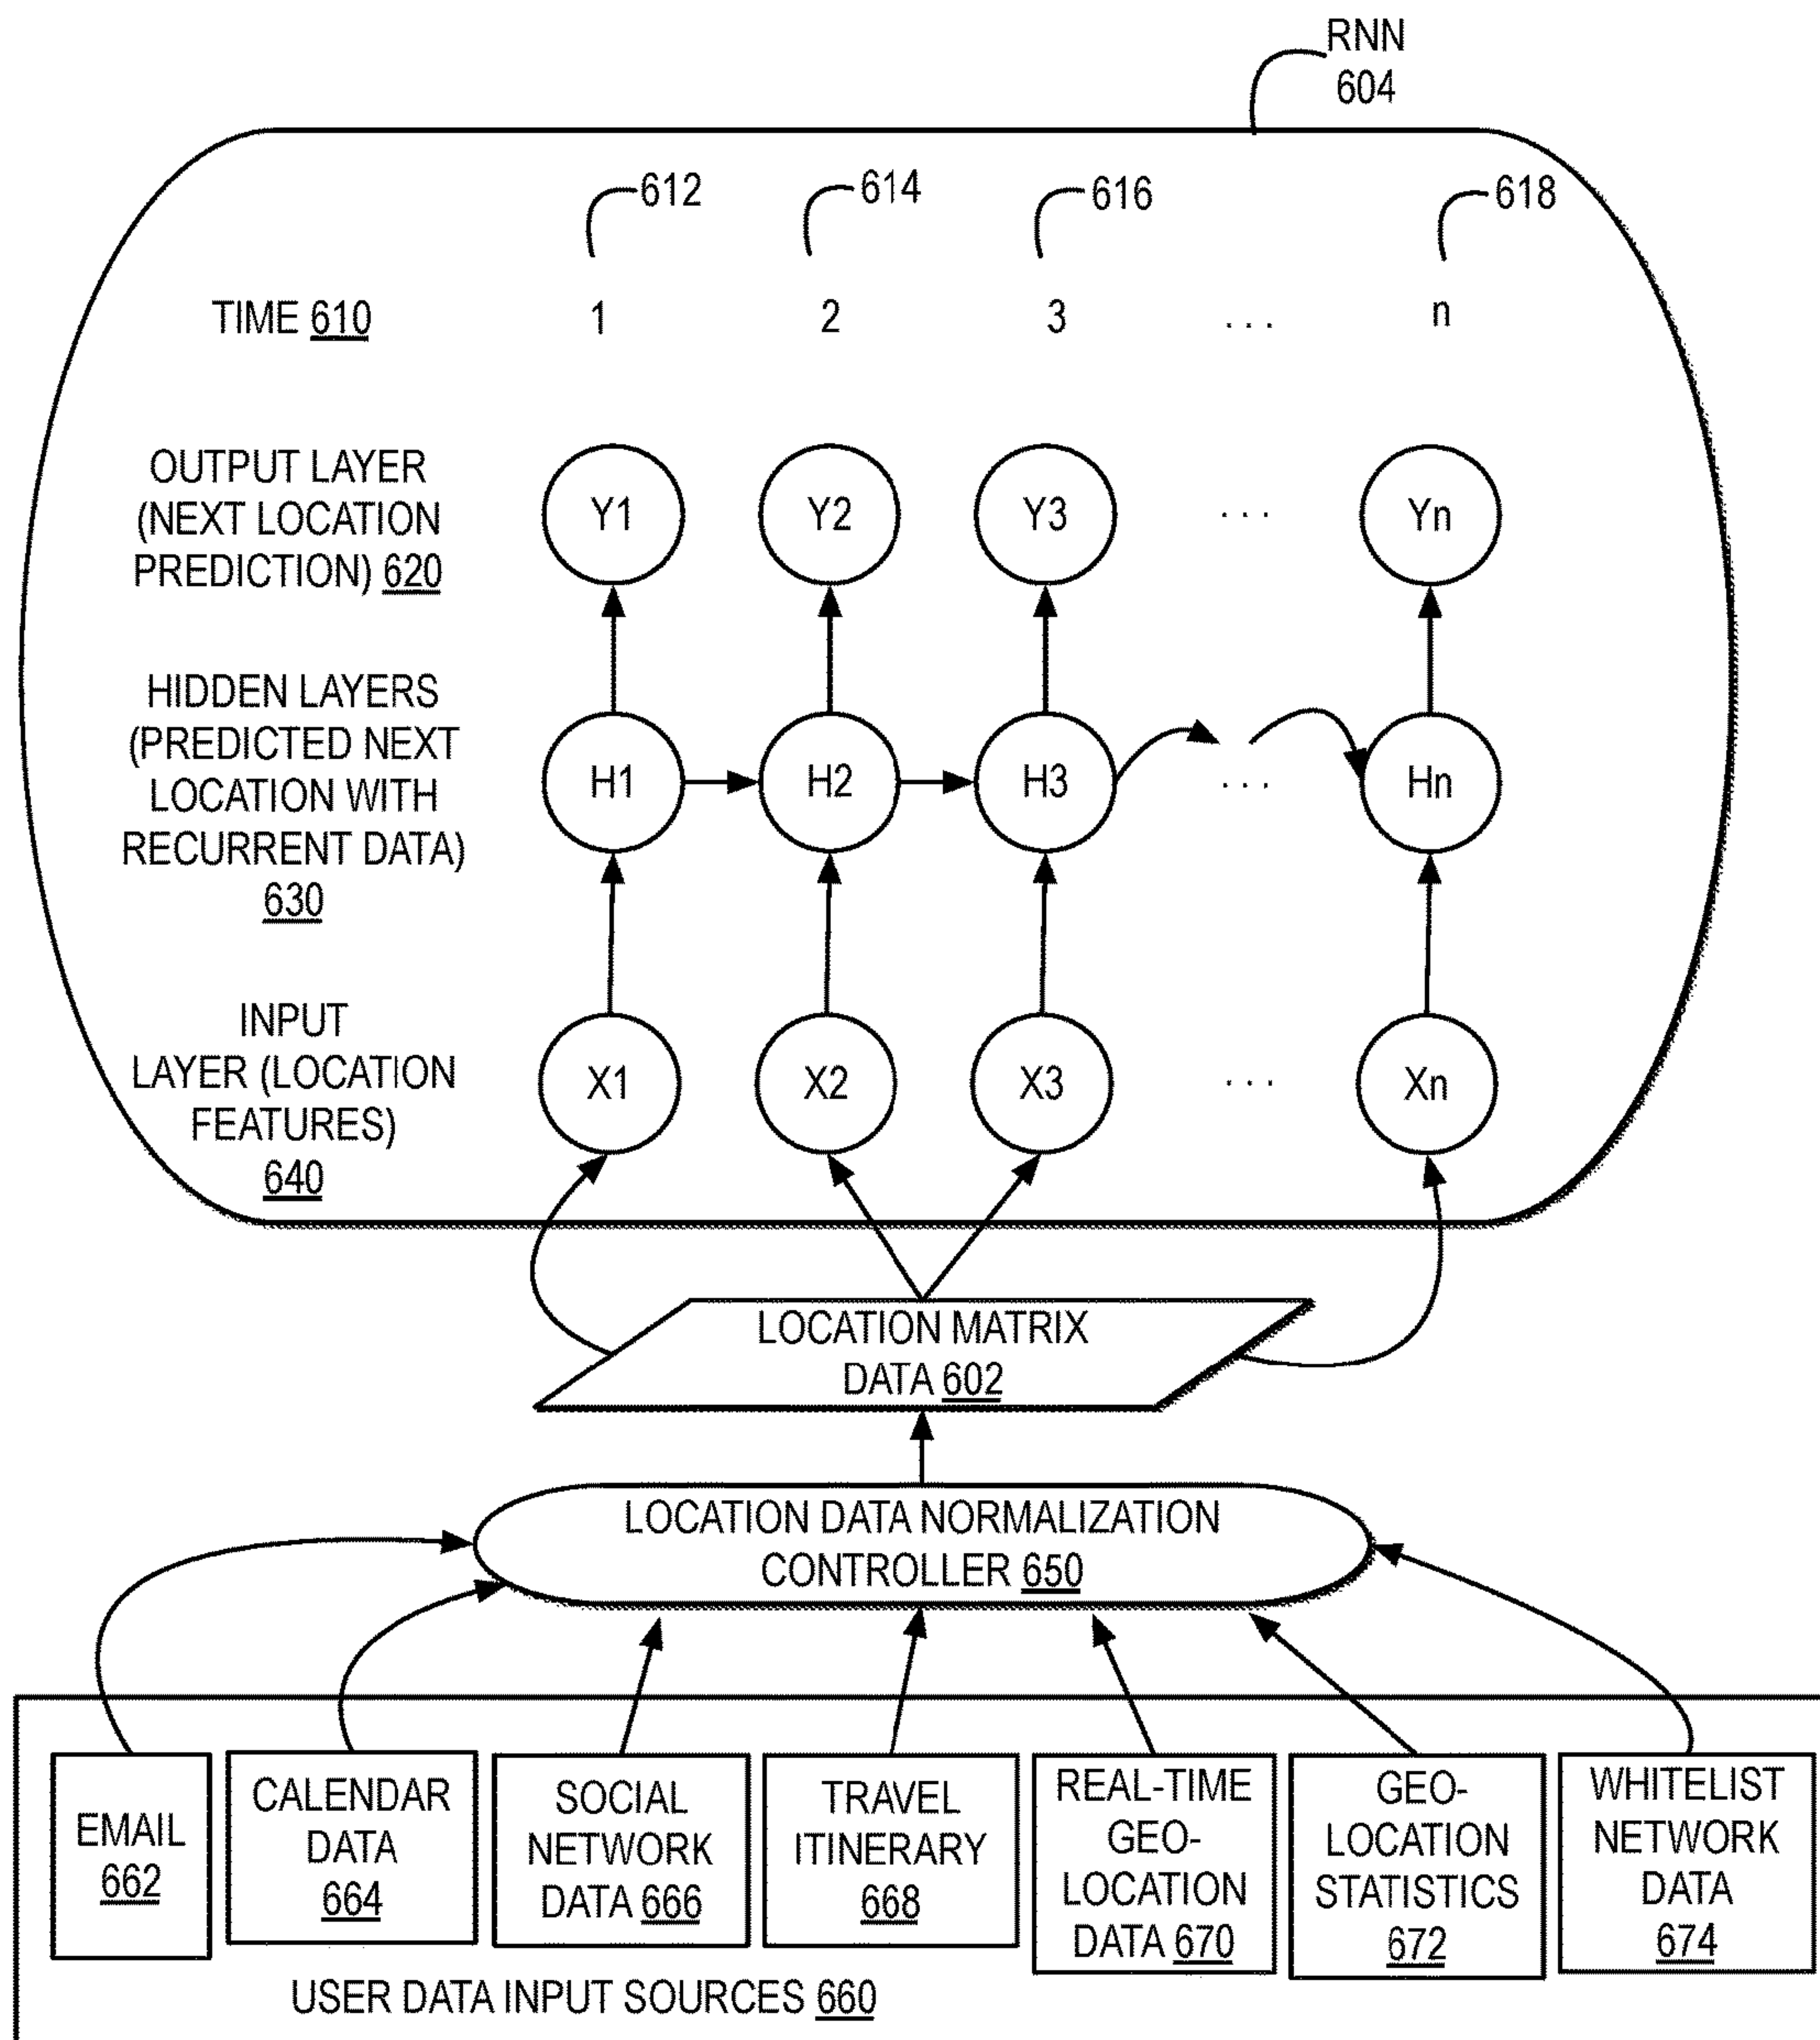 RNN
604
612 614 616 618
TIME 610 1 2 3 ... n
OUTPUT LAYER
(NEXT LOCATION
PREDICTION) 620
Y1 Y2 Y3 ... Yn
HIDDEN LAYERS
(PREDICTED NEXT
LOCATION WITH
RECURRENT DATA)
630
...
H1 H2 H3 ... Hn
INPUT
LAYER (LOCATION
FEATURES)
640
X1 X2 X3 ... Xn
LOCATION MATRIX
DATA 602
LOCATION DATA NORMALIZATION
CONTROLLER 650
EMAIL
662
CALENDAR
DATA
664
SOCIAL
NETWORK
DATA 666
TRAVEL
ITINERARY
668
REAL-TIME
GEO-
LOCATION
DATA 670
GEO-
LOCATION
STATISTICS
672
WHITELIST
NETWORK
DATA
674
USER DATA INPUT SOURCES 660